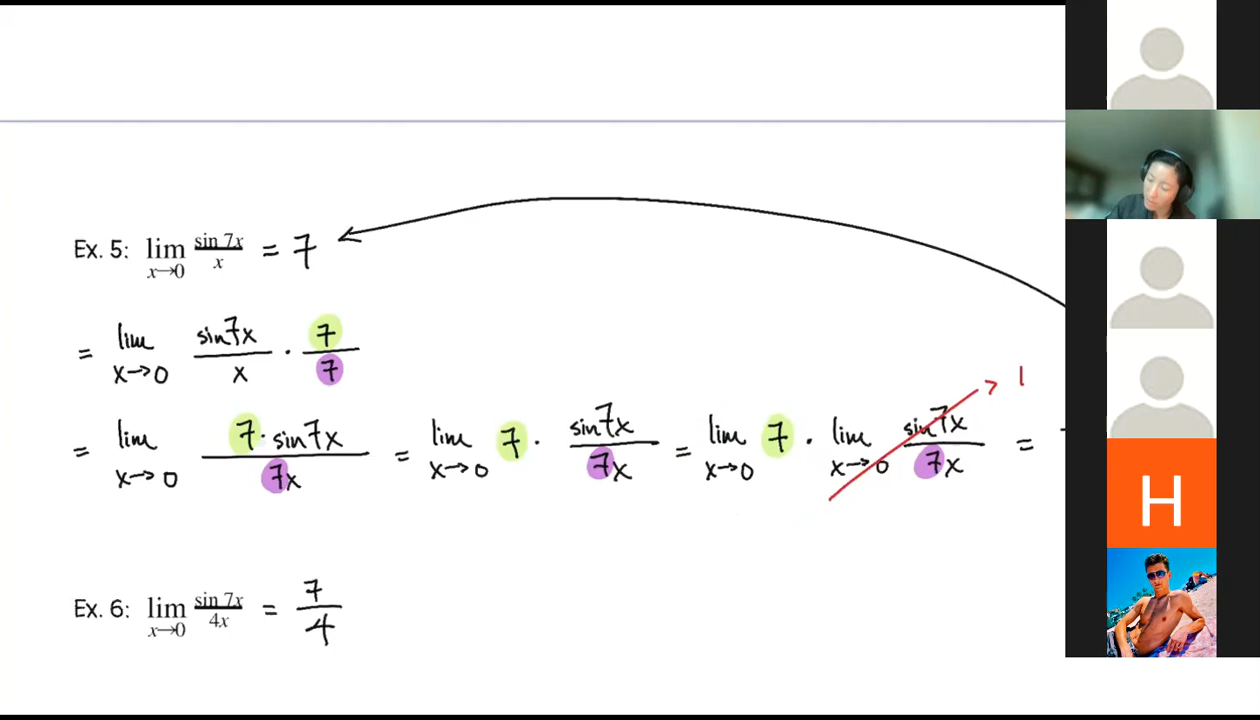 Ex. 5: lim x→0 sin 7x / x = 7
= lim x→0 sin7x / x · 7 / 7
= lim x→0 7 · sin7x / 7x = lim x→0 7 · sin7x / 7x = lim x→0 7 · lim x→0 sin7x / 7x → 1 =
Ex. 6: lim x→0 sin 7x / 4x = 7 / 4
H